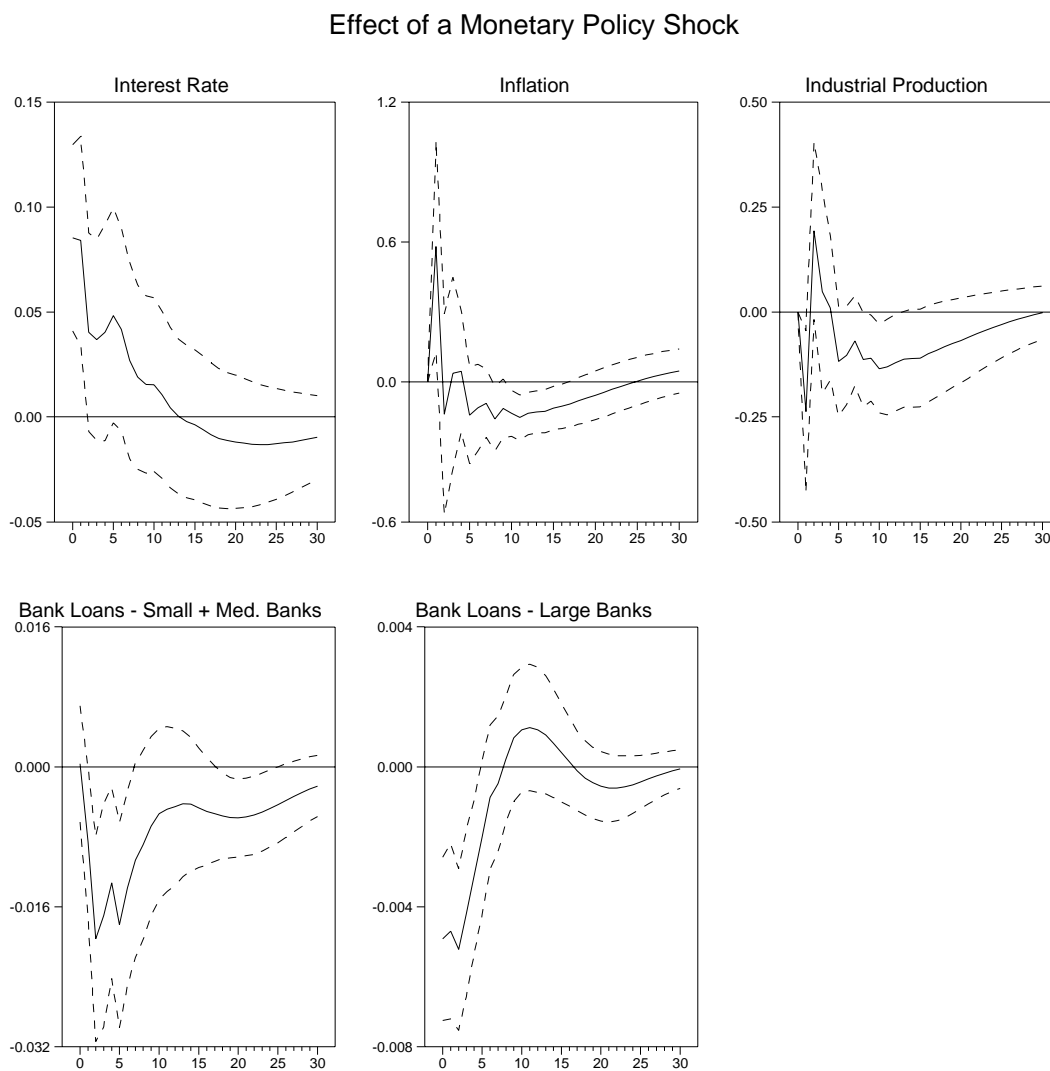 Effect of a Monetary Policy Shock
Interest Rate
0.15
0.10
0.05
0.00
-0.05
0 5 10 15 20 25 30
Inflation
1.2
0.6
0.0
-0.6
0 5 10 15 20 25 30
Industrial Production
0.50
0.25
0.00
-0.25
-0.50
0 5 10 15 20 25 30
Bank Loans - Small + Med. Banks
0.016
0.000
-0.016
-0.032
0 5 10 15 20 25 30
Bank Loans - Large Banks
0.004
0.000
-0.004
-0.008
0 5 10 15 20 25 30